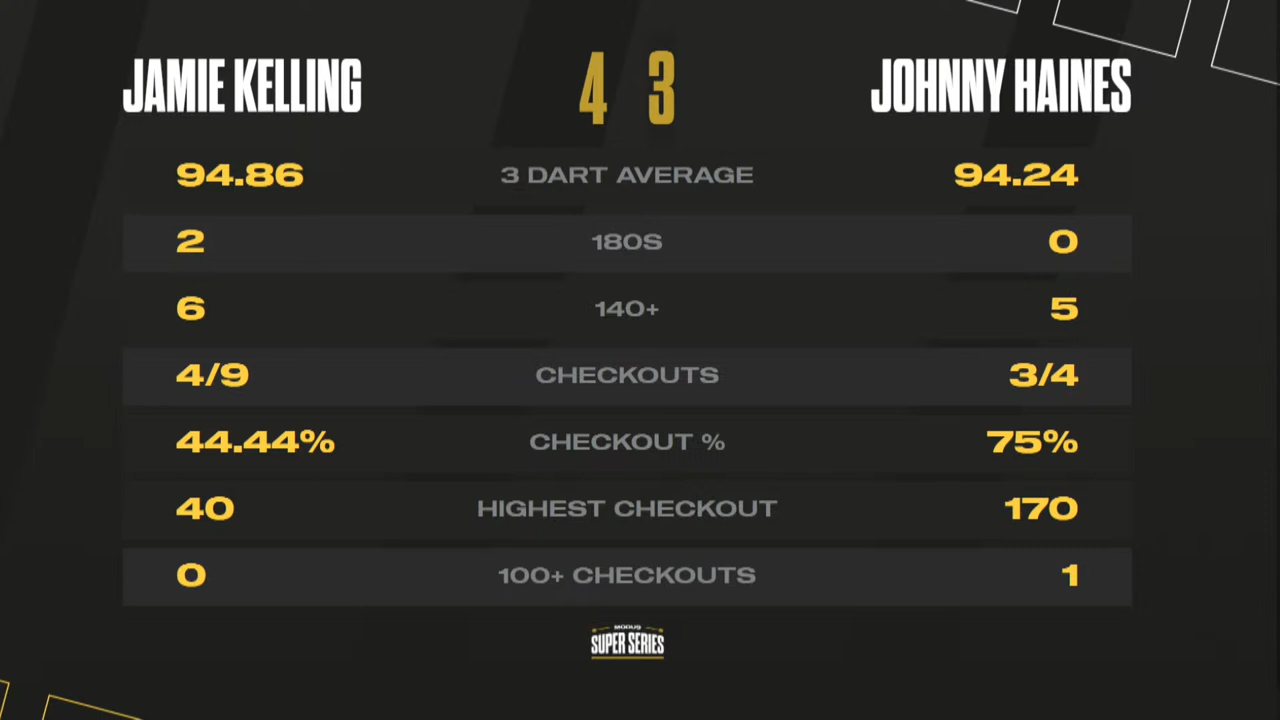 JAMIE KELLING 4 3 JOHNNY HAINES
94.86 3 DART AVERAGE 94.24
2 180S 0
6 140+ 5
4/9 CHECKOUTS 3/4
44.44% CHECKOUT % 75%
40 HIGHEST CHECKOUT 170
0 100+ CHECKOUTS 1
MODUS
SUPER SERIES